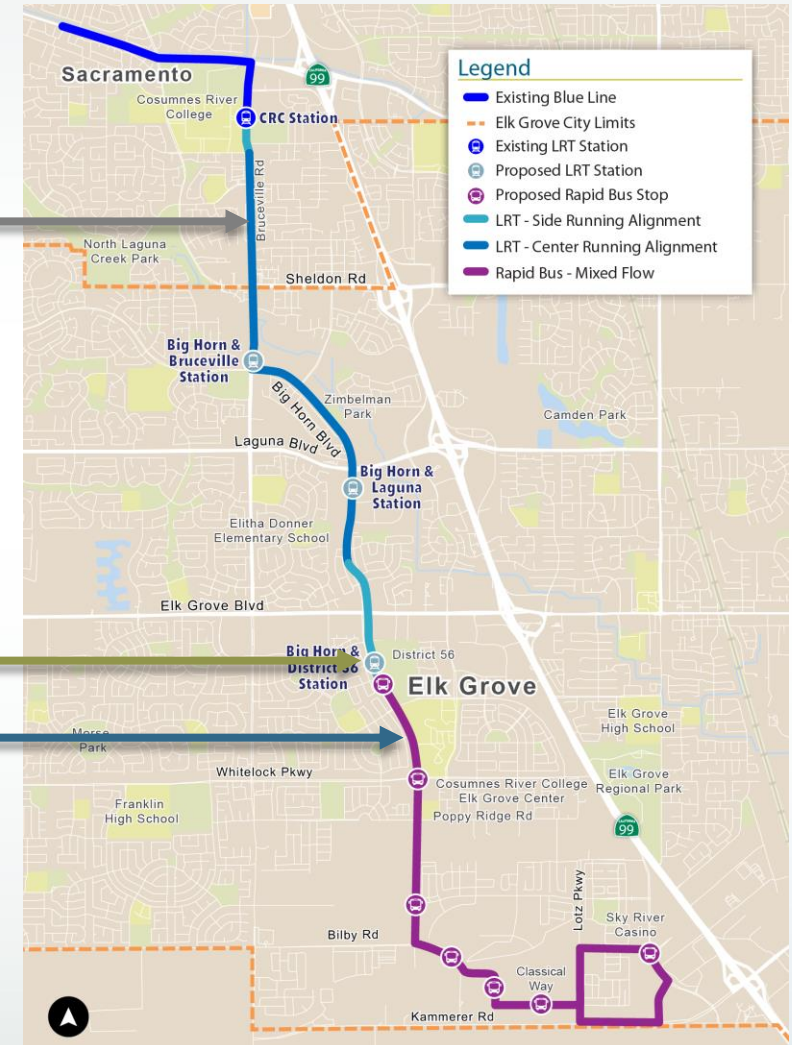 Sacramento
99
Cosumnes River
College
CRC Station
Bruceville Rd
North Laguna
Creek Park
Sheldon Rd
Big Horn &
Bruceville
Station
Big Horn Blvd
Zimbelman
Park
Camden Park
Laguna Blvd
Big Horn &
Laguna
Station
Elitha Donner
Elementary School
Elk Grove Blvd
Big Horn &
District 56
Station
District 56
Elk Grove
Elk Grove
High School
Morse
Park
Whitelock Pkwy
Cosumnes River College
Elk Grove Center
Elk Grove
Regional Park
Franklin
High School
Poppy Ridge Rd
99
Lotz Pkwy
Sky River
Casino
Bilby Rd
Classical
Way
Kammerer Rd
Legend
Existing Blue Line
Elk Grove City Limits
Existing LRT Station
Proposed LRT Station
Proposed Rapid Bus Stop
LRT - Side Running Alignment
LRT - Center Running Alignment
Rapid Bus - Mixed Flow